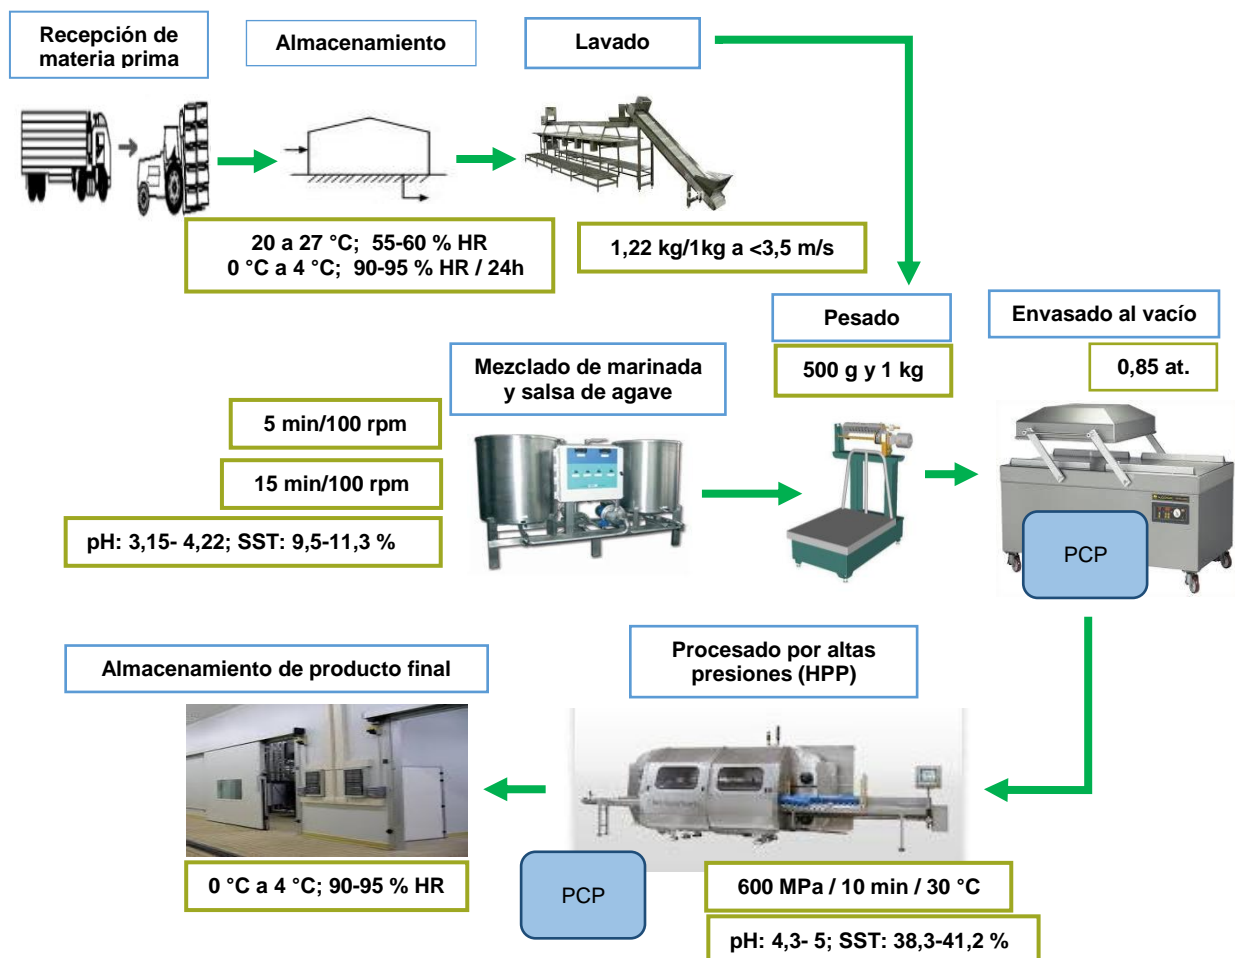 Recepción de
materia prima
Almacenamiento
Lavado
20 a 27 °C;  55-60 % HR
0 °C a 4 °C;  90-95 % HR / 24h
1,22 kg/1kg a <3,5 m/s
Pesado
500 g y 1 kg
Envasado al vacío
0,85 at.
Mezclado de marinada
y salsa de agave
5 min/100 rpm
15 min/100 rpm
pH: 3,15- 4,22; SST: 9,5-11,3 %
PCP
Almacenamiento de producto final
Procesado por altas
presiones (HPP)
0 °C a 4 °C; 90-95 % HR
PCP
600 MPa / 10 min / 30 °C
pH: 4,3- 5; SST: 38,3-41,2 %